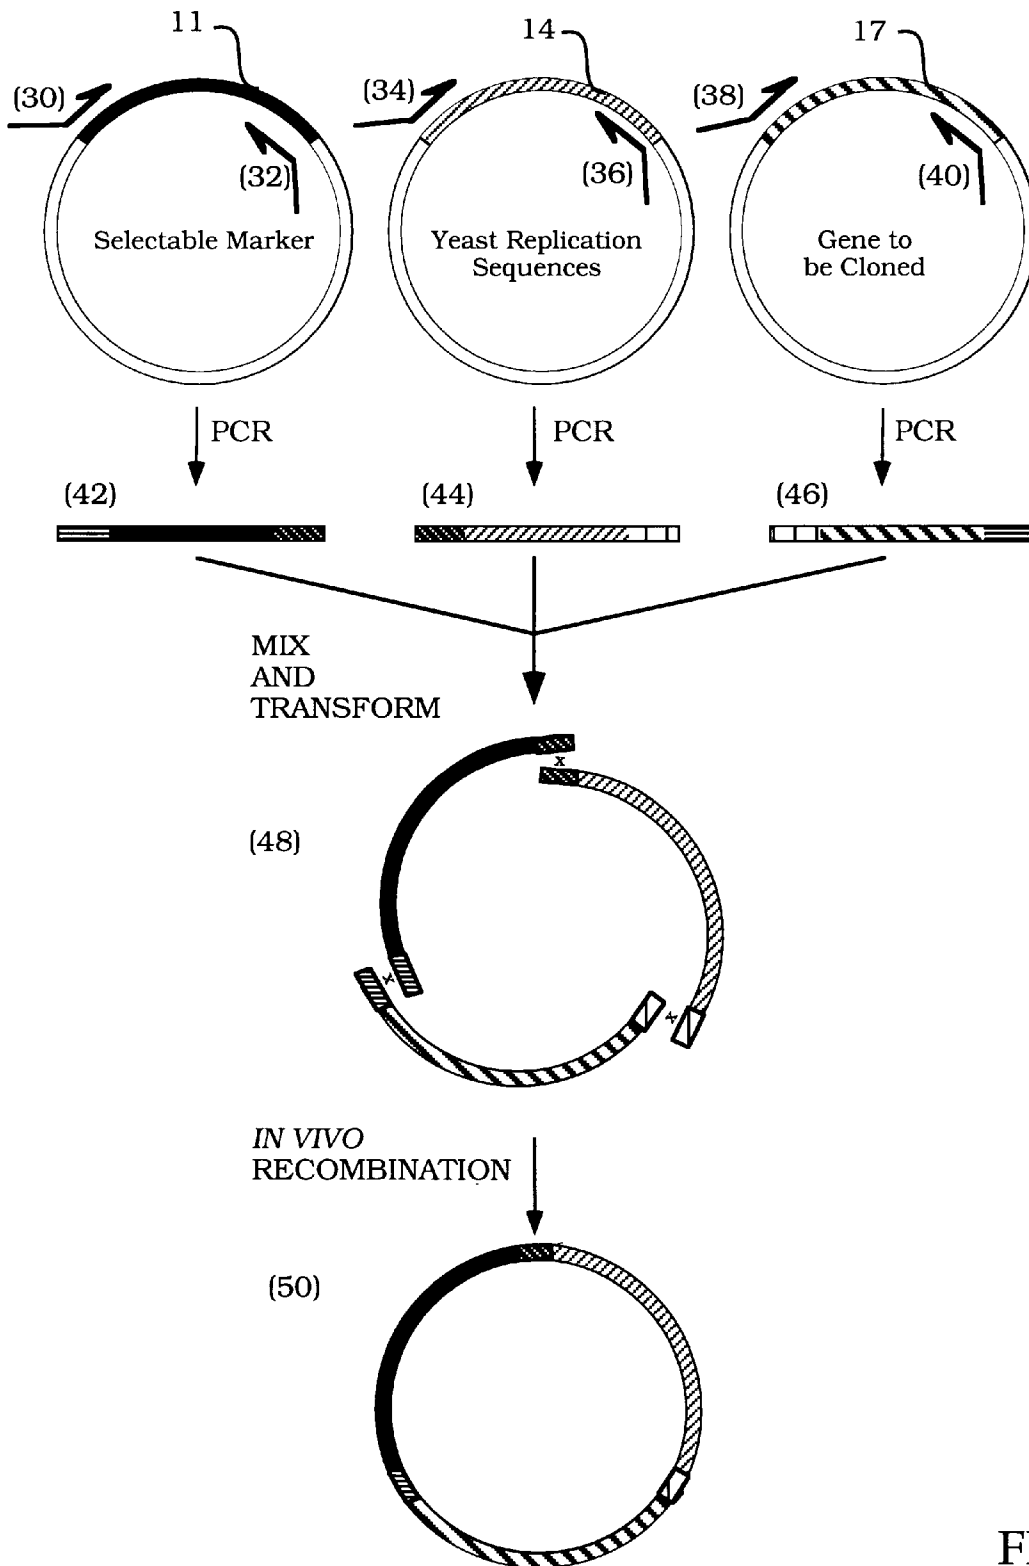 11
14
17
(30)
(34)
(38)
(32)
(36)
(40)
Selectable Marker
Yeast Replication
Sequences
Gene to
be Cloned
PCR
PCR
PCR
(42)
(44)
(46)
MIX
AND
TRANSFORM
x
(48)
x
x
IN VIVO
RECOMBINATION
(50)